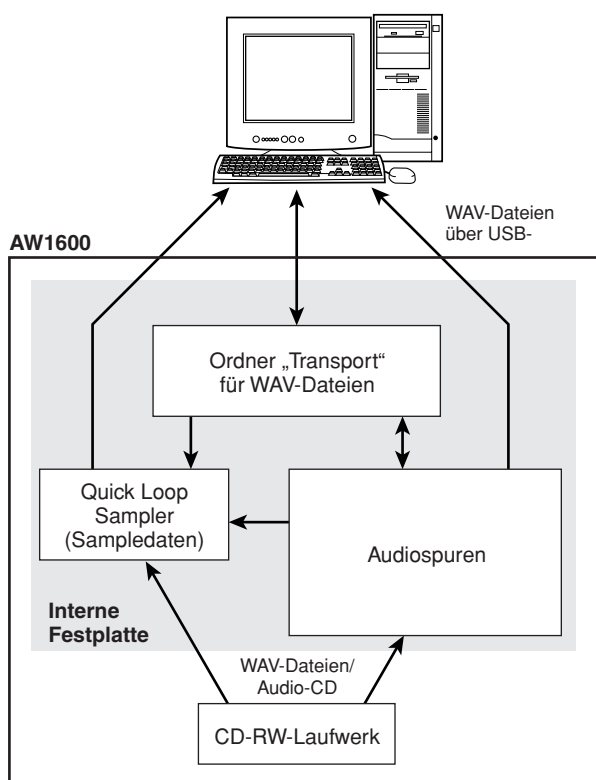 WAV-Dateien
über USB-
AW1600
Ordner „Transport“
für WAV-Dateien
Quick Loop
Sampler
(Sampledaten)
Audiospuren
Interne
Festplatte
WAV-Dateien/
Audio-CD
CD-RW-Laufwerk